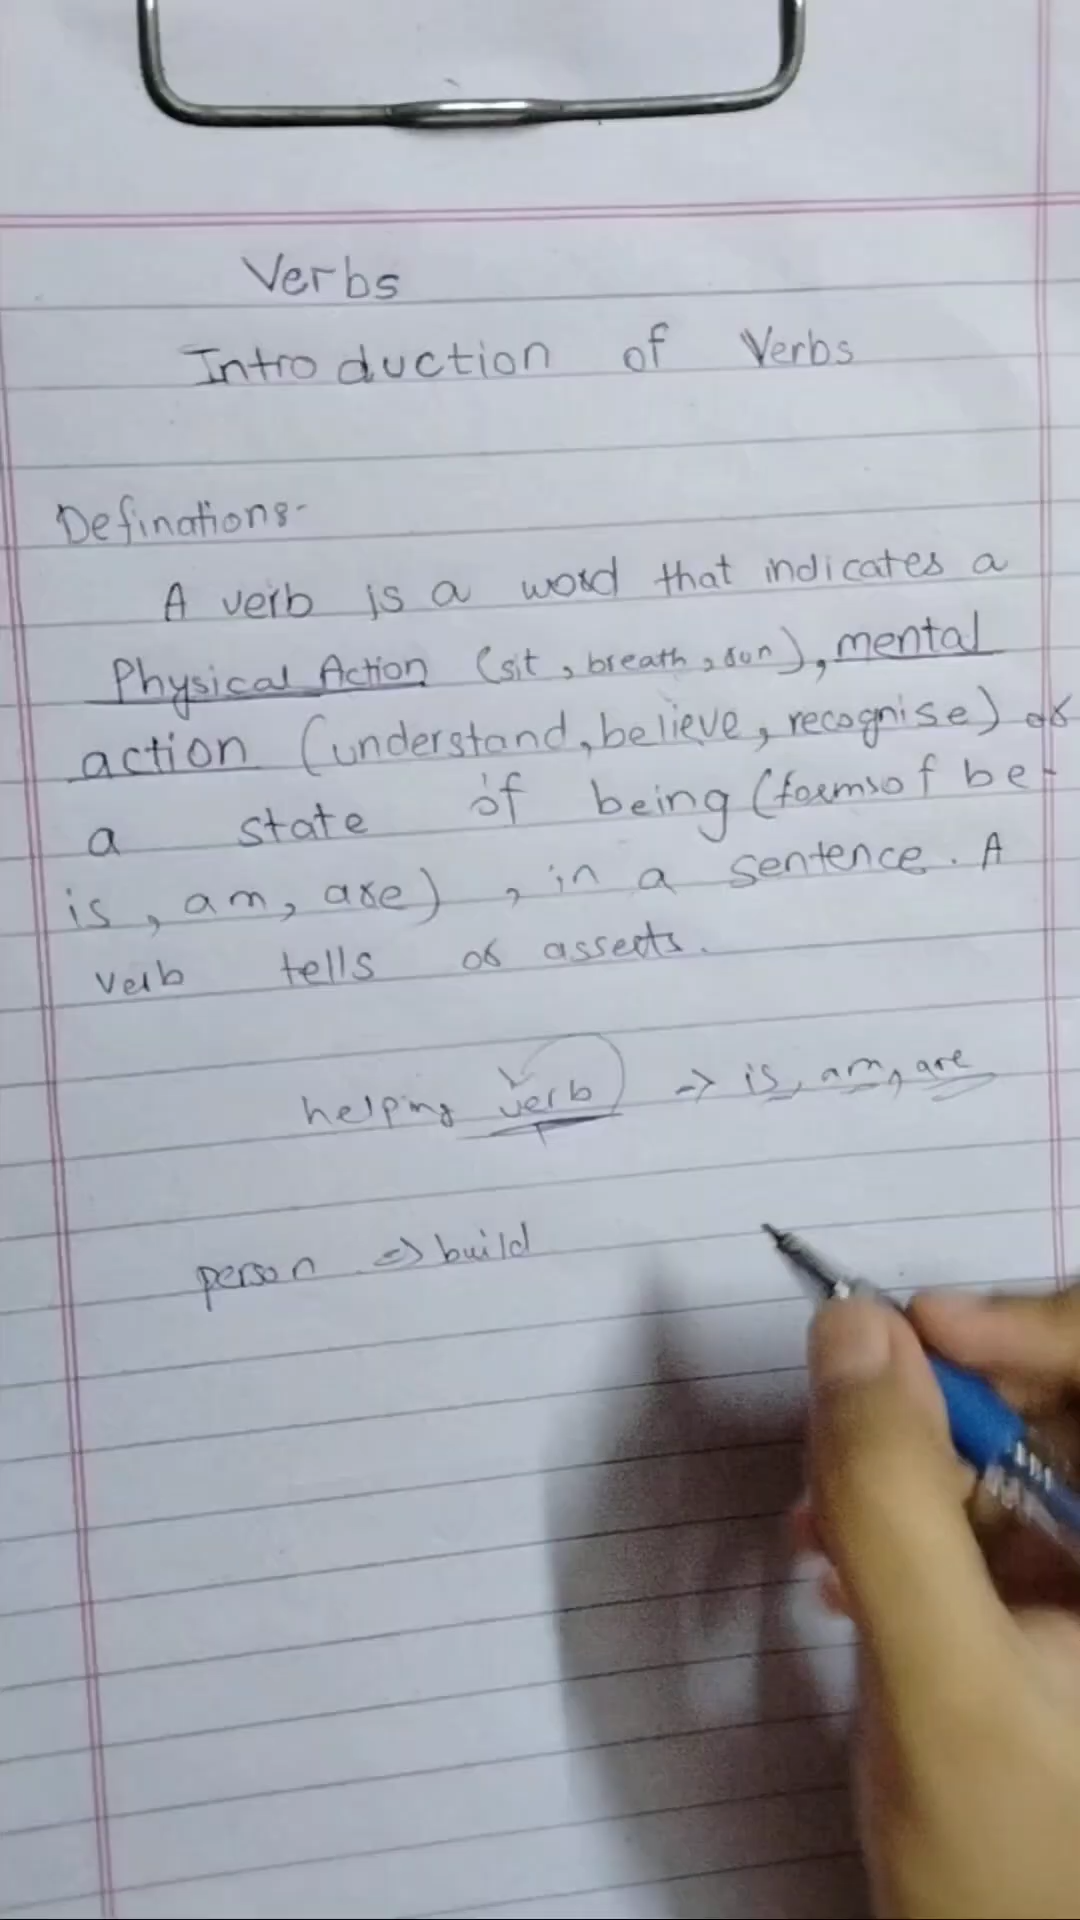 Verbs
Introduction of Verbs
Definations-
A verb is a word that indicates a
Physical Action (sit, breath, run), mental
action (understand, believe, recognise) or
a state of being (forms of be-
is, am, are), in a sentence. A
verb tells or asserts.
helping verb → is, am, are
person ⇒ build